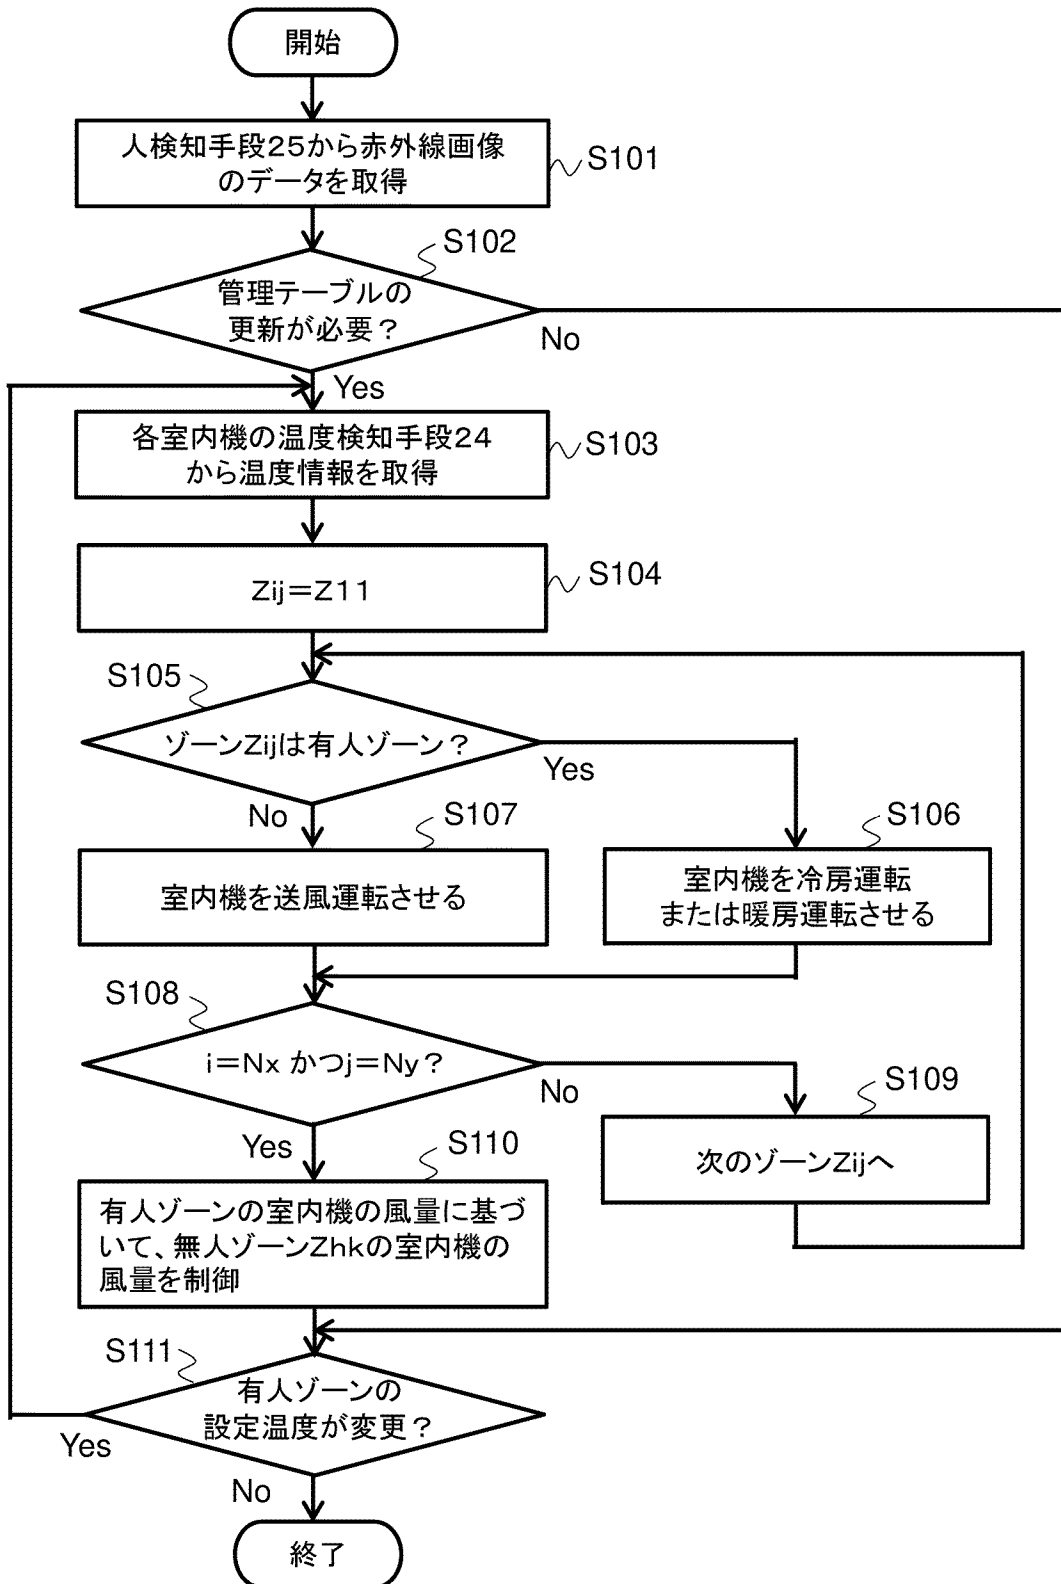 開始
人検知手段25から赤外線画像
のデータを取得
S101
S102
管理テーブルの
更新が必要?
No
Yes
各室内機の温度検知手段24
から温度情報を取得
S103
Zij=Z11
S104
S105
ゾーンZijは有人ゾーン?
Yes
No
S107
室内機を送風運転させる
S106
室内機を冷房運転
または暖房運転させる
S108
i=Nx かつj=Ny?
No
Yes
S109
次のゾーンZijへ
S110
有人ゾーンの室内機の風量に基づ
いて、無人ゾーンZhkの室内機の
風量を制御
S111
有人ゾーンの
設定温度が変更?
Yes
No
終了